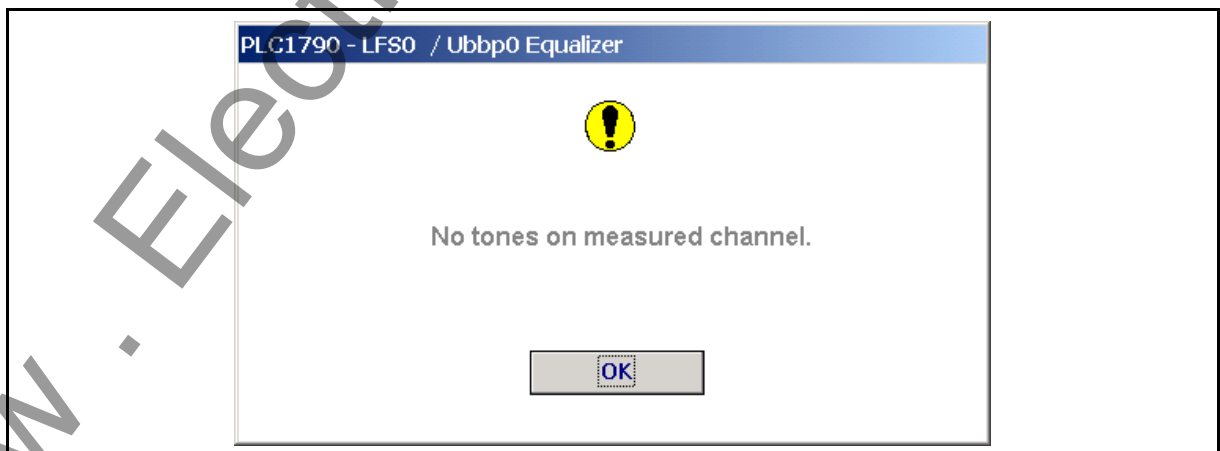 PLC1790 - LFS0 / Ubbp0 Equalizer
No tones on measured channel.
OK
w . Elect